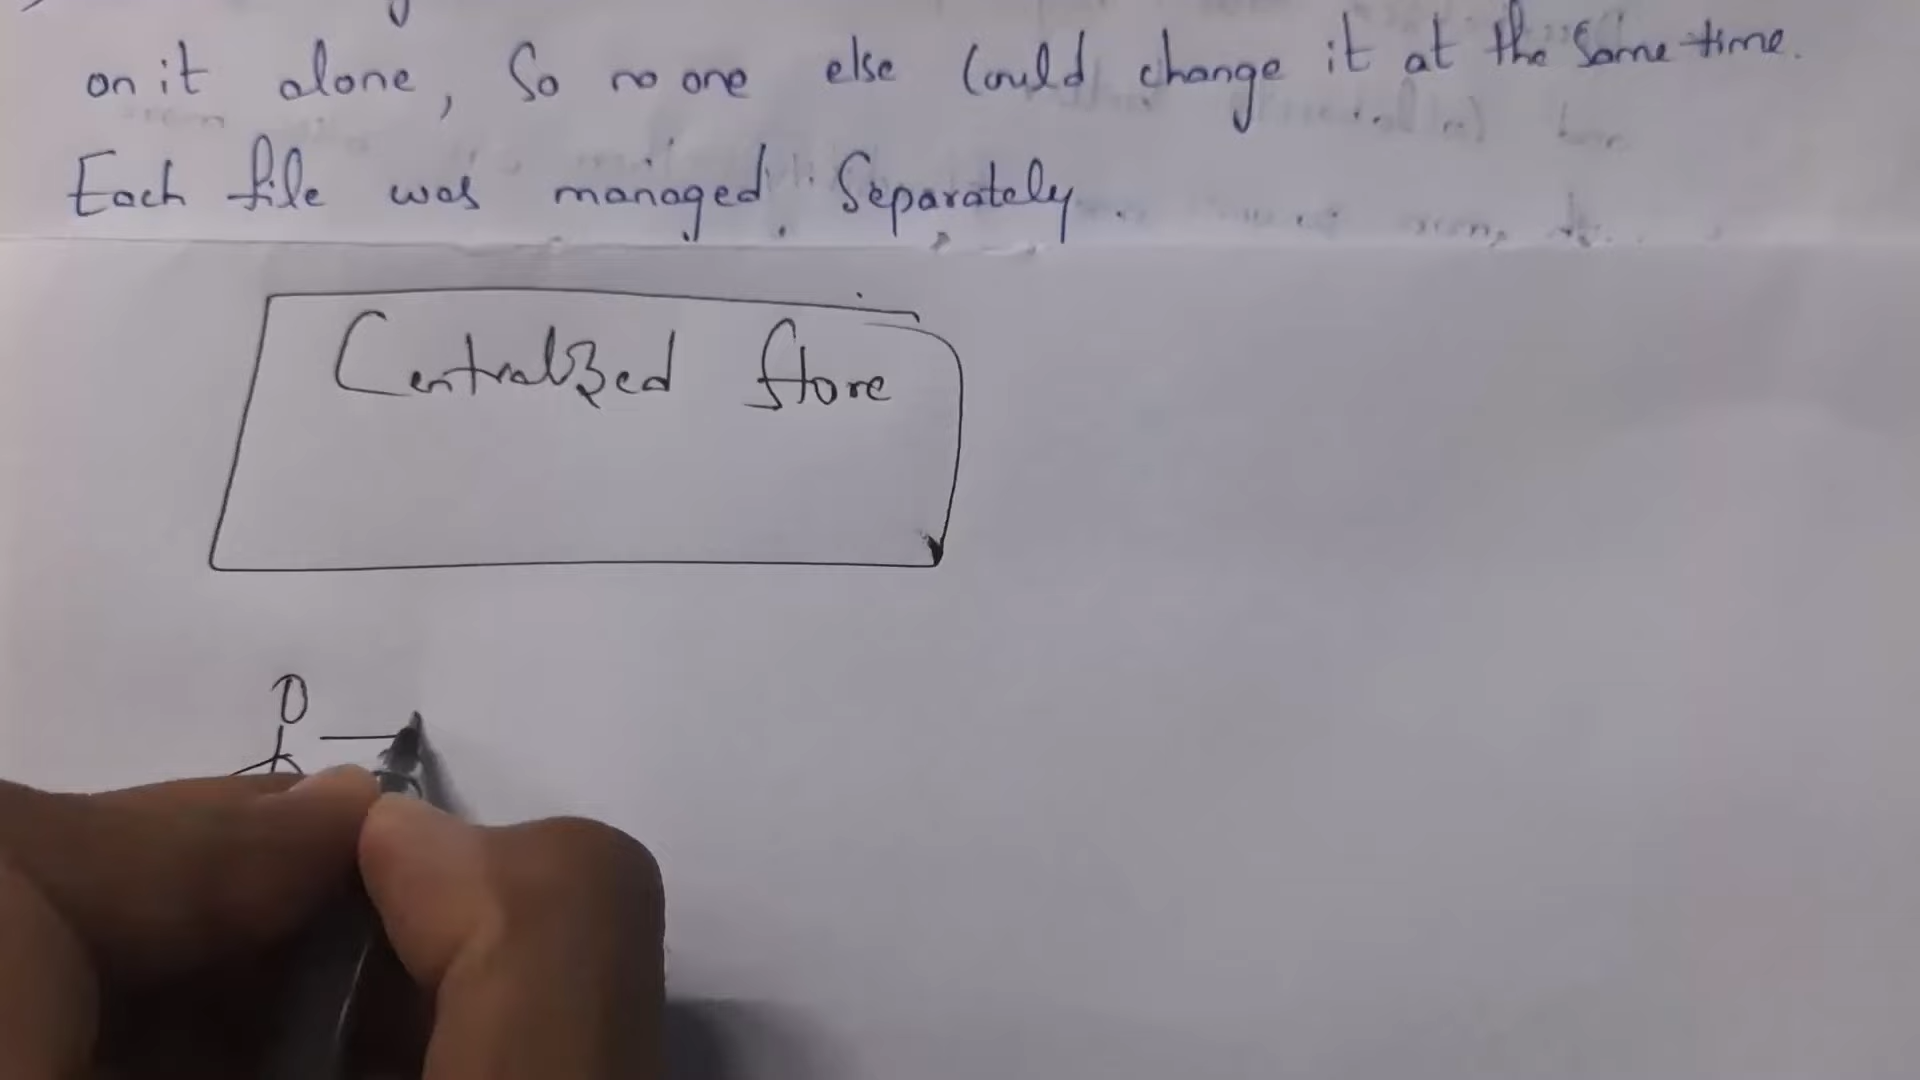 on it alone, So no one else Could change it at the Same time.
Each file was managed Separately.
Centralized Store